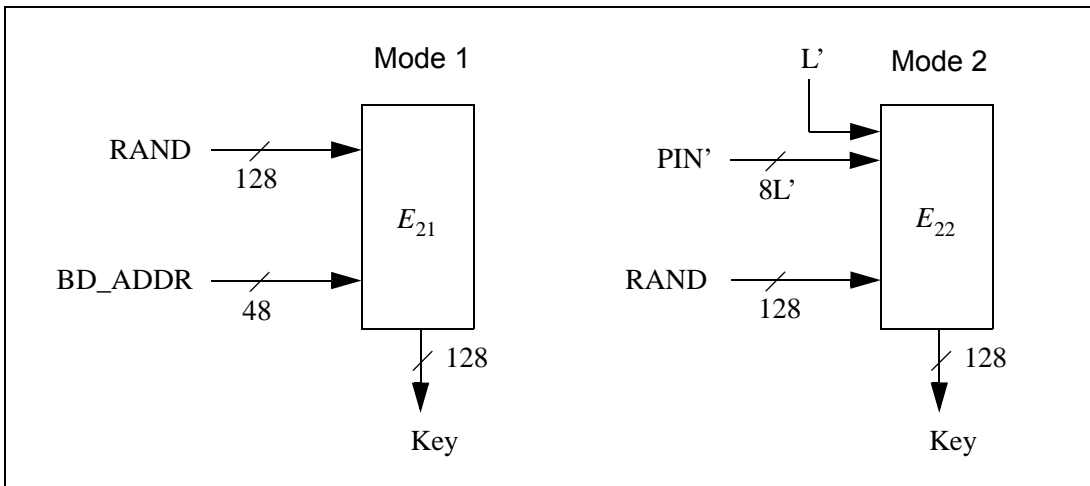 Mode 1
RAND
128
E21
BD_ADDR
48
128
Key
L’
Mode 2
PIN’
8L’
E22
RAND
128
128
Key